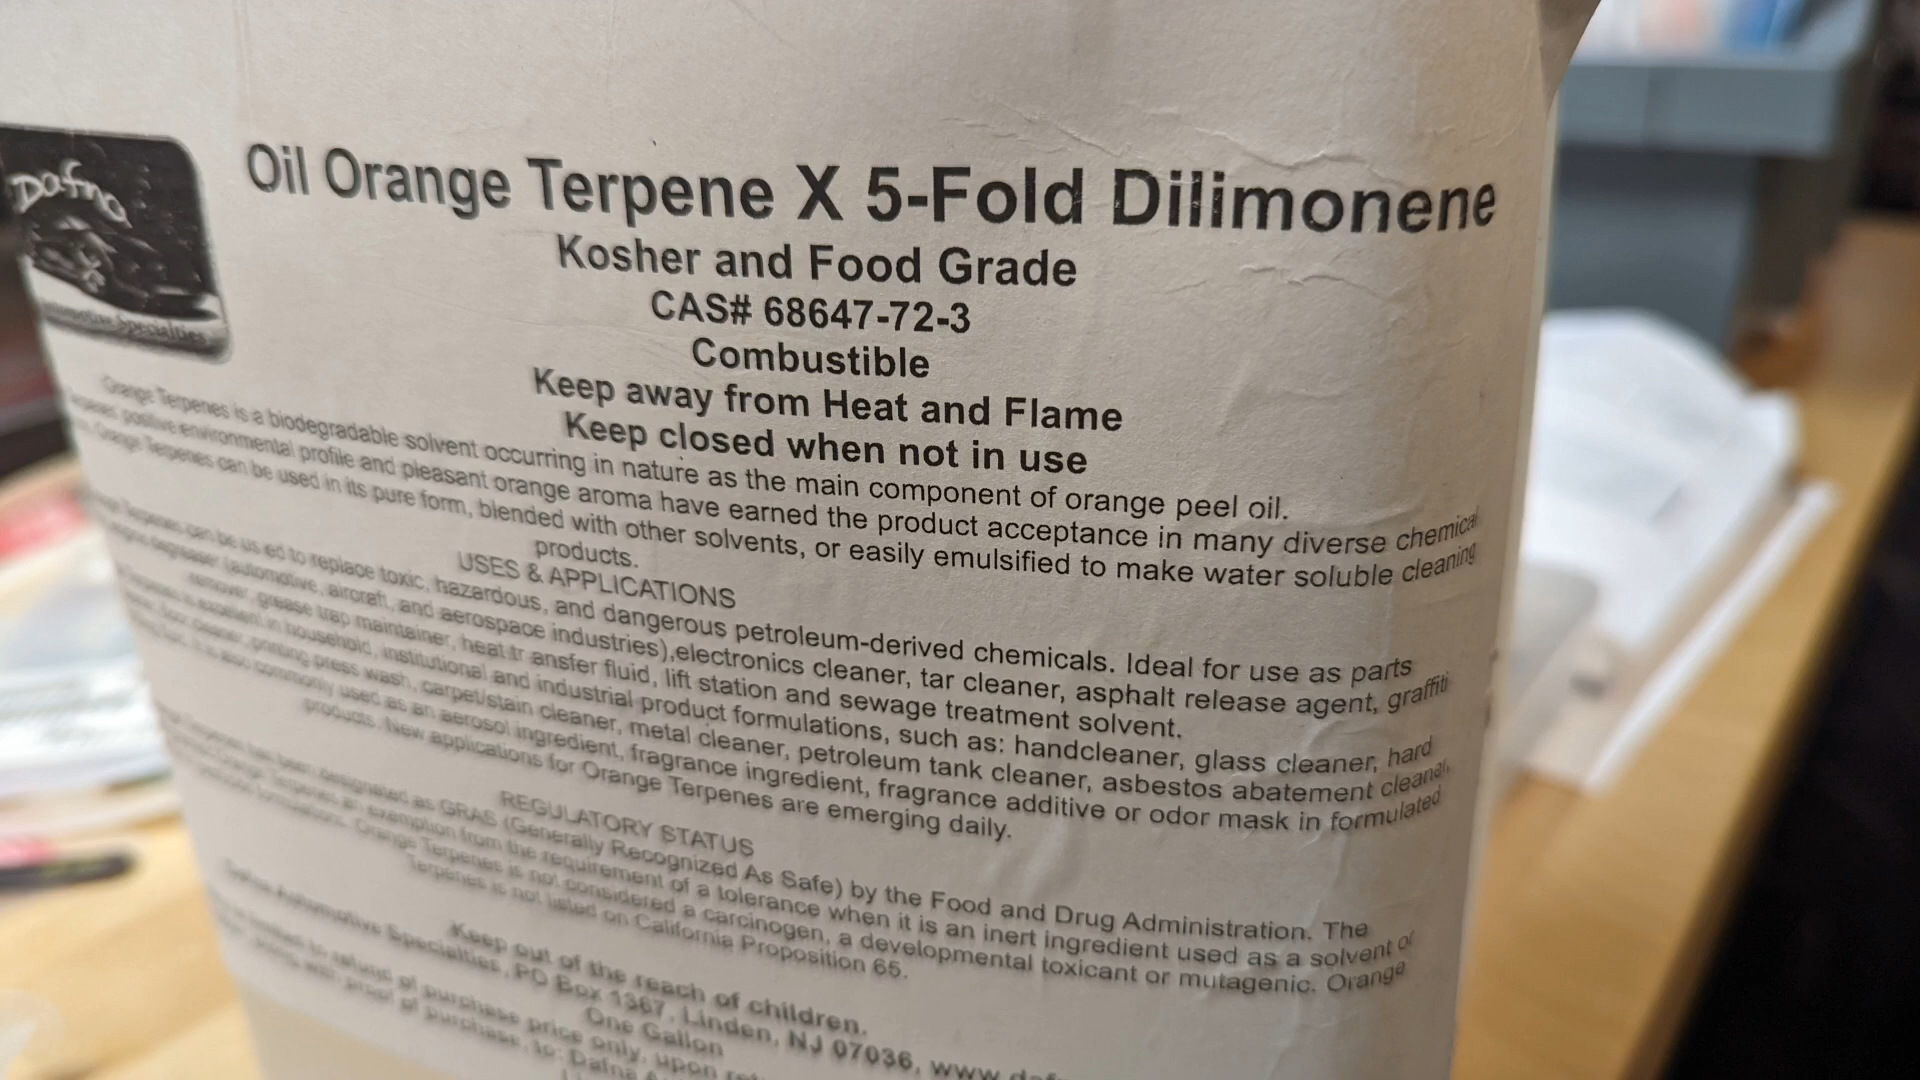 Dafna
Automotive Specialties
Oil Orange Terpene X 5-Fold Dilimonene
Kosher and Food Grade
CAS# 68647-72-3
Combustible
Keep away from Heat and Flame
Keep closed when not in use
Orange Terpenes is a biodegradable solvent occurring in nature as the main component of orange peel oil.
positive environmental profile and pleasant orange aroma have earned the product acceptance in many diverse chemical
Orange Terpenes can be used in its pure form, blended with other solvents, or easily emulsified to make water soluble cleaning
products.
USES & APPLICATIONS
Terpenes can be us ed to replace toxic, hazardous, and dangerous petroleum-derived chemicals. Ideal for use as parts
degreaser (automotive, aircraft, and aerospace industries),electronics cleaner, tar cleaner, asphalt release agent, graffiti
remover, grease trap maintainer, heat tr ansfer fluid, lift station and sewage treatment solvent.
Terpenes is excellent in household, institutional and industrial product formulations, such as: handcleaner, glass cleaner, hard
floor cleaner, printing press wash, carpet/stain cleaner, metal cleaner, petroleum tank cleaner, asbestos abatement cleaner,
It is also commonly used as an aerosol ingredient, fragrance ingredient, fragrance additive or odor mask in formulated
products. New applications for Orange Terpenes are emerging daily.
REGULATORY STATUS
has been designated as GRAS (Generally Recognized As Safe) by the Food and Drug Administration. The
Orange Terpenes an exemption from the requirement of a tolerance when it is an inert ingredient used as a solvent or
formulations. Orange Terpenes is not considered a carcinogen, a developmental toxicant or mutagenic. Orange
Terpenes is not listed on California Proposition 65.
Keep out of the reach of children.
Dafna Automotive Specialties, PO Box 1367, Linden, NJ 07036, www.
One Gallon
to refund of purchase price only, upon
with proof of purchase, to: Dafna